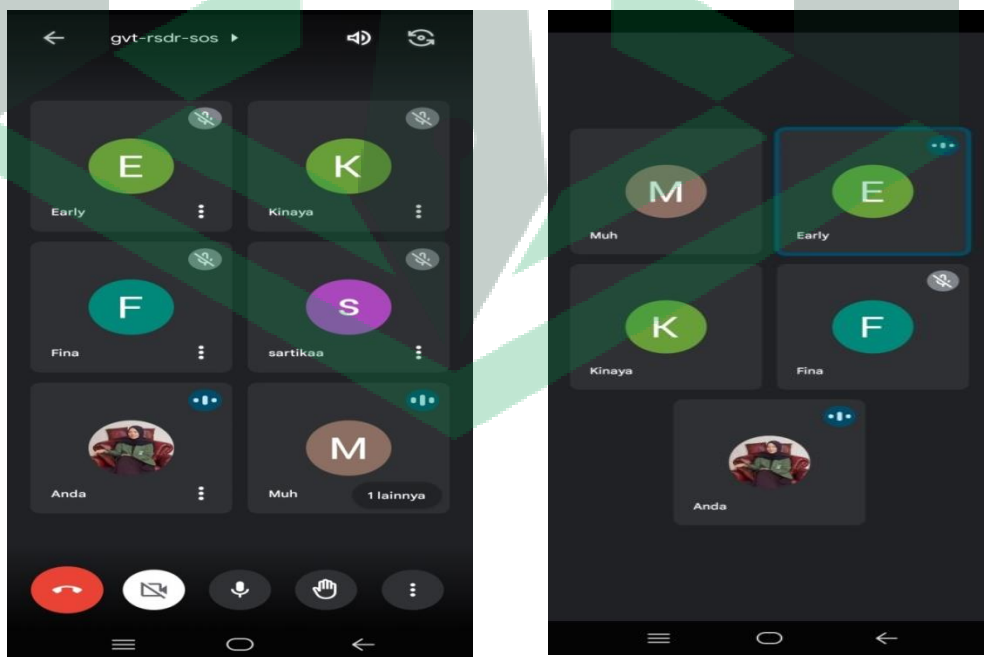 gvt-rsdr-sos
E
K
Early
Kinaya
F
S
Fina
sartikaa
M
Anda
Muh
1 lainnya
M
E
Muh
Early
K
F
Kinaya
Fina
Anda